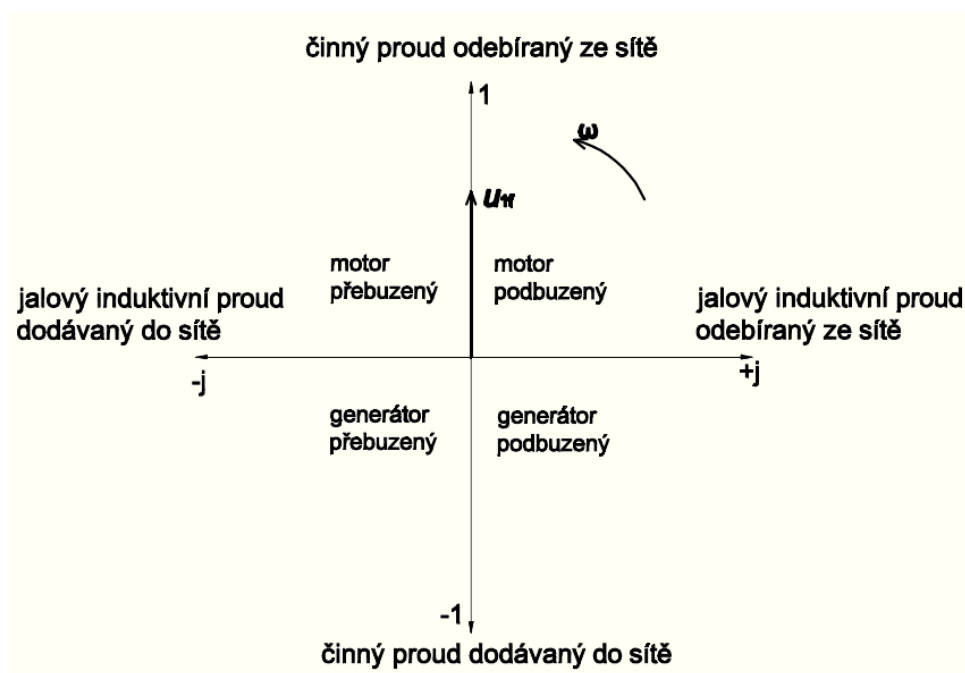 činný proud odebíraný ze sítě
1
ω
u1f
motor
přebuzený
motor
podbuzený
jalový induktivní proud
dodávaný do sítě
jalový induktivní proud
odebíraný ze sítě
-j
+j
generátor
přebuzený
generátor
podbuzený
-1
činný proud dodávaný do sítě